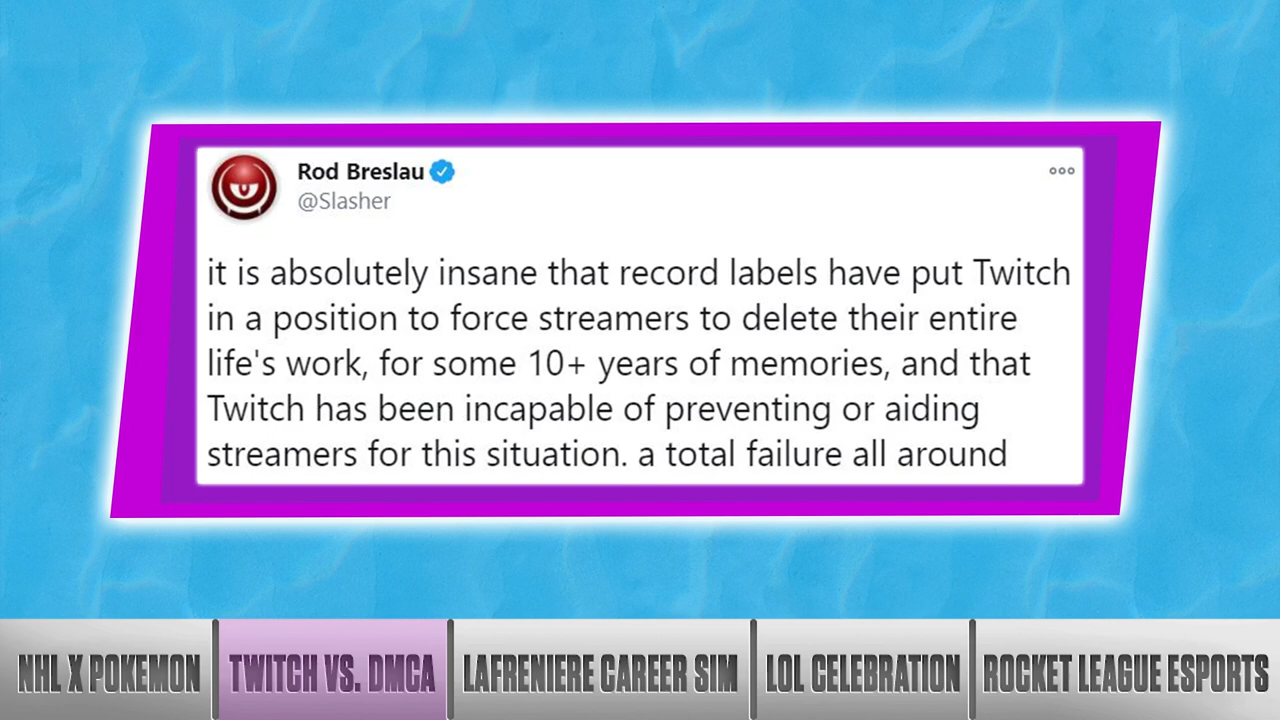 Rod Breslau
@Slasher
it is absolutely insane that record labels have put Twitch
in a position to force streamers to delete their entire
life's work, for some 10+ years of memories, and that
Twitch has been incapable of preventing or aiding
streamers for this situation. a total failure all around
NHL X POKEMON
TWITCH VS. DMCA
LAFRENIERE CAREER SIM
LOL CELEBRATION
ROCKET LEAGUE ESPORTS